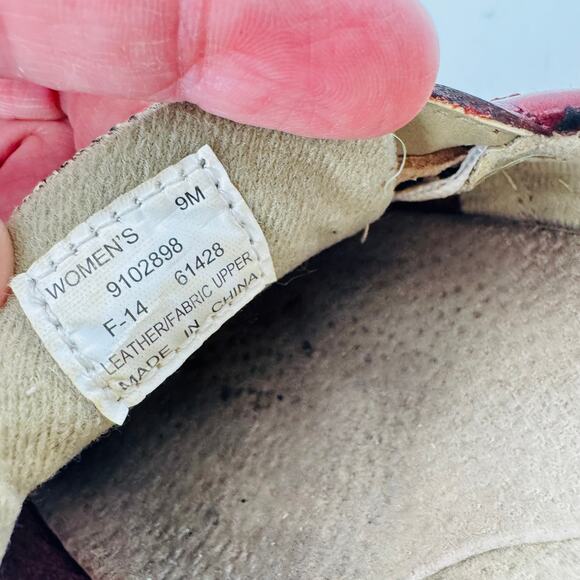 WOMEN'S 9M
9102898
F-14 61428
LEATHER/FABRIC UPPER
MADE IN CHINA